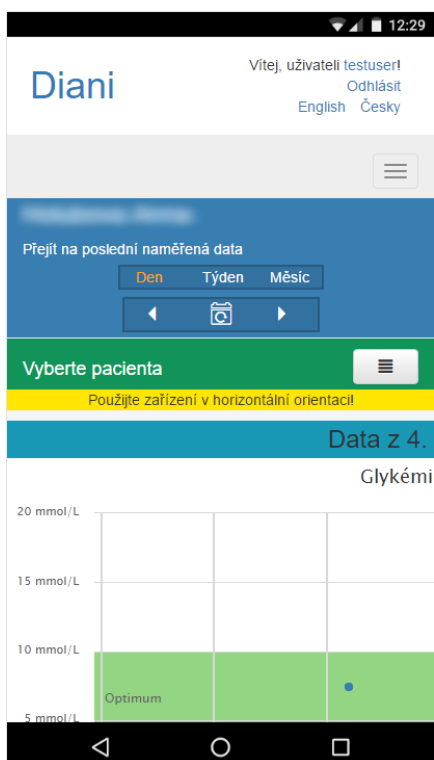 12:29
Diani
Vítej, uživateli testuser!
Odhlásit
English Česky
Přejít na poslední naměřená data
Den Týden Měsíc
Vyberte pacienta
Použijte zařízení v horizontální orientaci!
Data z 4.
Glykémi
20 mmol/L
15 mmol/L
10 mmol/L
Optimum
5 mmol/L